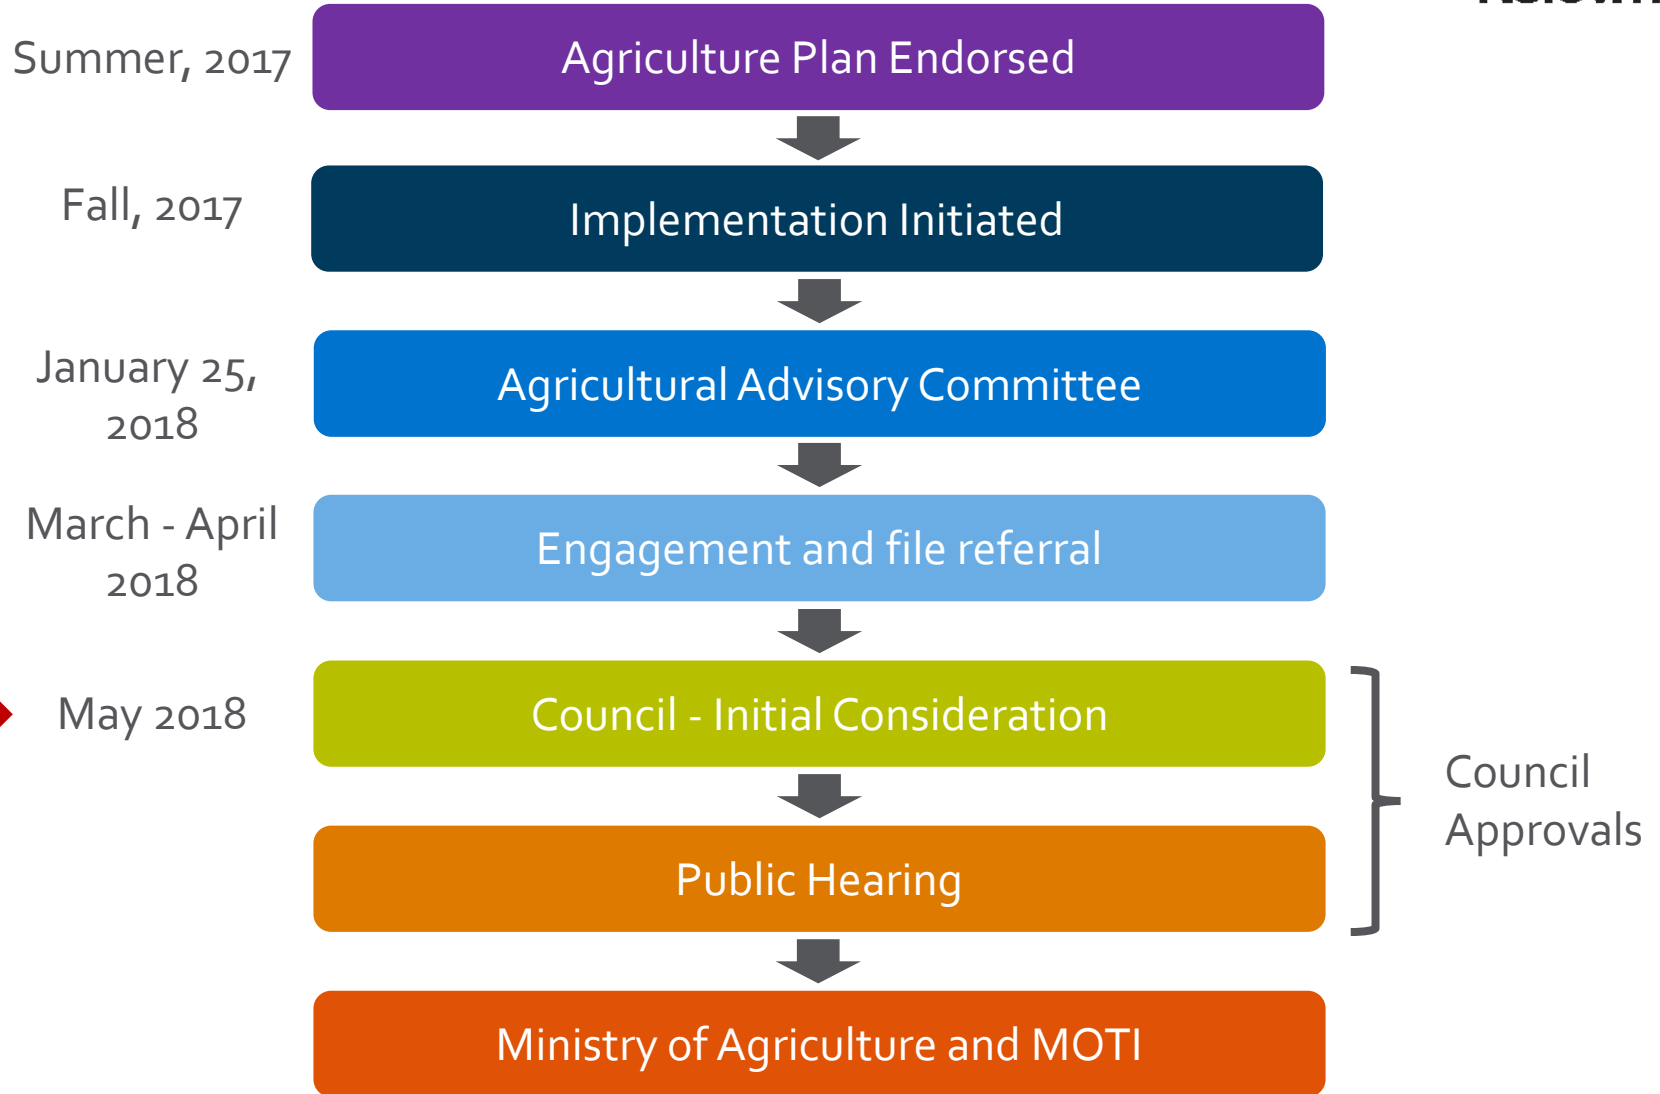 Summer, 2017
Agriculture Plan Endorsed
Fall, 2017
Implementation Initiated
January 25,
2018
Agricultural Advisory Committee
March - April
2018
Engagement and file referral
May 2018
Council - Initial Consideration
Council
Approvals
Public Hearing
Ministry of Agriculture and MOTI